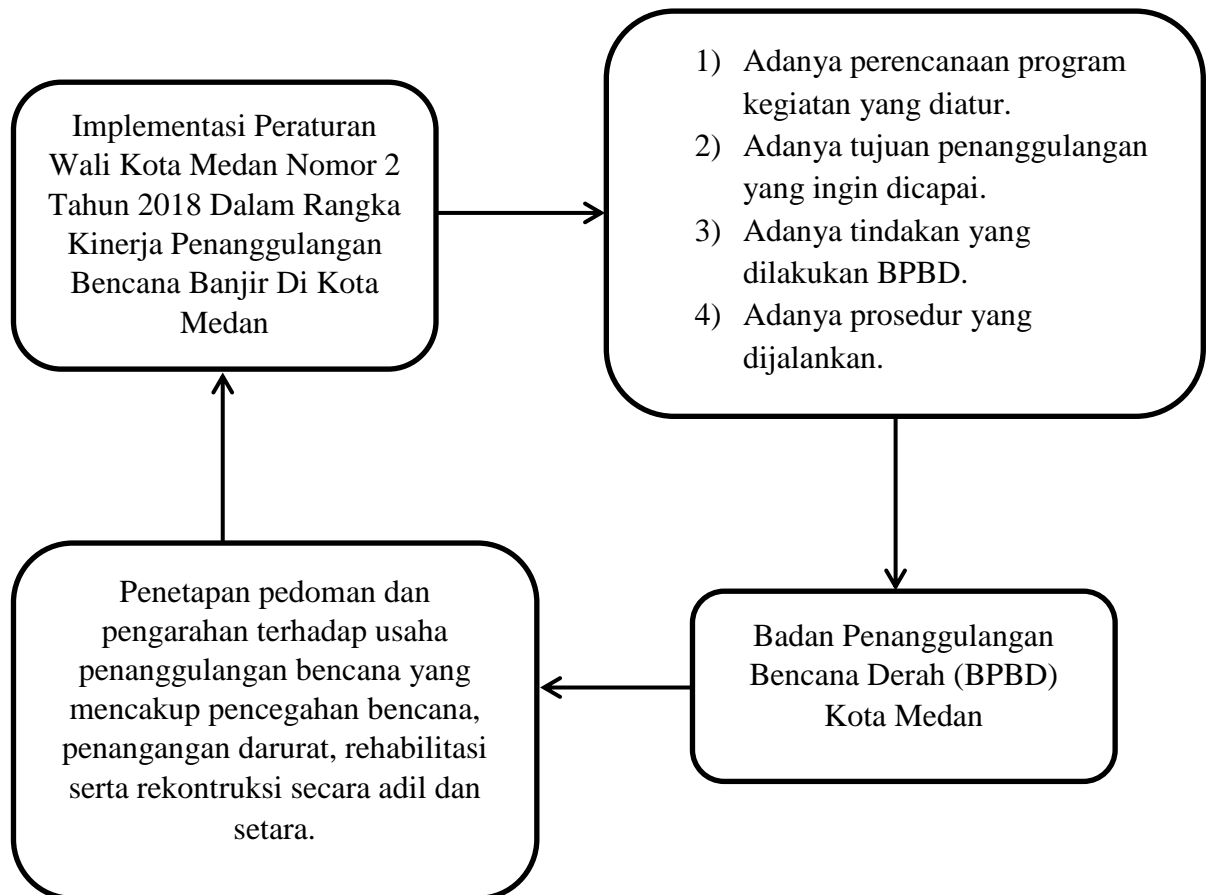 Implementasi Peraturan
Wali Kota Medan Nomor 2
Tahun 2018 Dalam Rangka
Kinerja Penanggulangan
Bencana Banjir Di Kota
Medan
1) Adanya perencanaan program
kegiatan yang diatur.
2) Adanya tujuan penanggulangan
yang ingin dicapai.
3) Adanya tindakan yang
dilakukan BPBD.
4) Adanya prosedur yang
dijalankan.
Badan Penanggulangan
Bencana Derah (BPBD)
Kota Medan
Penetapan pedoman dan
pengarahan terhadap usaha
penanggulangan bencana yang
mencakup pencegahan bencana,
penangangan darurat, rehabilitasi
serta rekontruksi secara adil dan
setara.